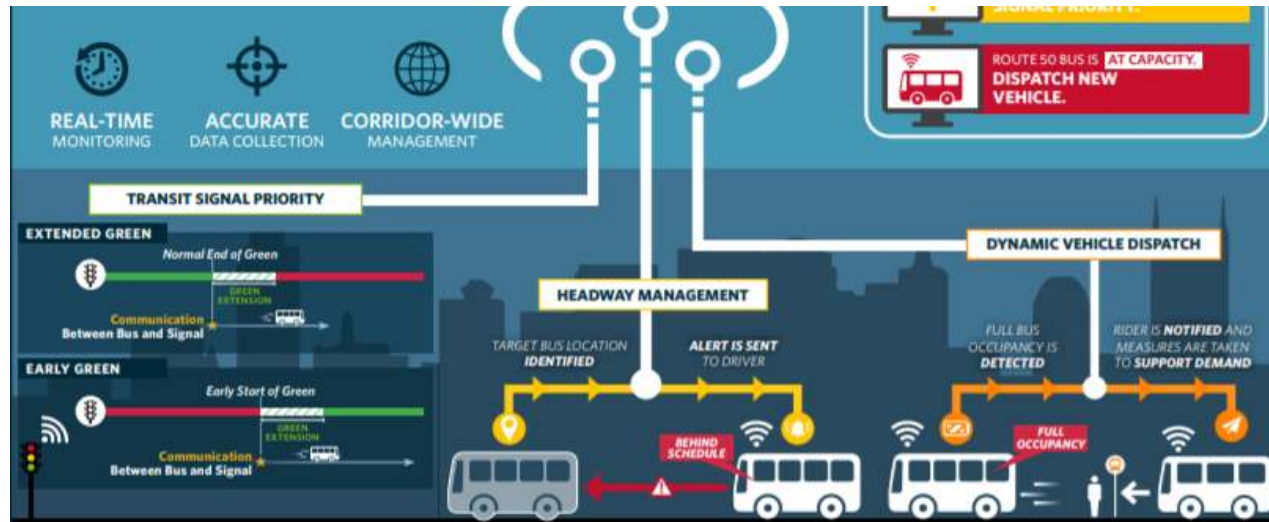 SIGNAL PRIORITY.
ROUTE 50 BUS IS AT CAPACITY.
DISPATCH NEW
VEHICLE.
REAL-TIME
MONITORING
ACCURATE
DATA COLLECTION
CORRIDOR-WIDE
MANAGEMENT
TRANSIT SIGNAL PRIORITY
EXTENDED GREEN
Normal End of Green
GREEN
EXTENSION
Communication
Between Bus and Signal
EARLY GREEN
Early Start of Green
GREEN
EXTENSION
Communication
Between Bus and Signal
HEADWAY MANAGEMENT
TARGET BUS LOCATION
IDENTIFIED
ALERT IS SENT
TO DRIVER
BEHIND
SCHEDULE
DYNAMIC VEHICLE DISPATCH
FULL BUS
OCCUPANCY IS
DETECTED
RIDER IS NOTIFIED AND
MEASURES ARE TAKEN
TO SUPPORT DEMAND
FULL
OCCUPANCY